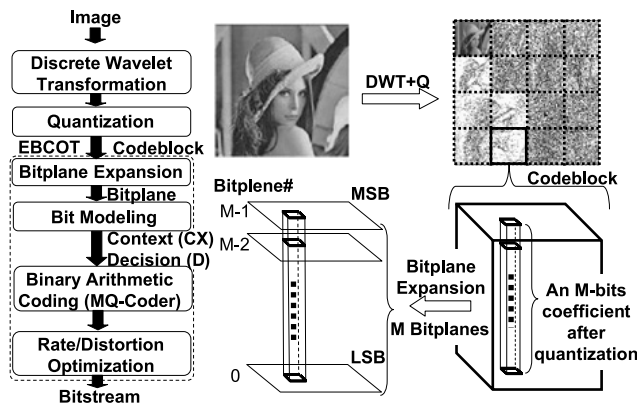 Image
Discrete Wavelet
Transformation
Quantization
EBCOT
Codeblock
Bitplane Expansion
Bitplane
Bit Modeling
Context (CX)
Decision (D)
Binary Arithmetic
Coding (MQ-Coder)
Rate/Distortion
Optimization
Bitstream
DWT+Q
Codeblock
Bitplene#
MSB
M-1
M-2
LSB
0
Bitplane
Expansion
M Bitplanes
An M-bits
coefficient
after
quantization